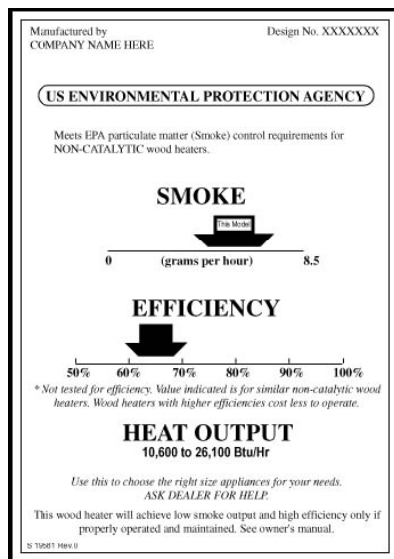 Manufactured by Design No. XXXXXXX
COMPANY NAME HERE
US ENVIRONMENTAL PROTECTION AGENCY
Meets EPA particulate matter (Smoke) control requirements for
NON-CATALYTIC wood heaters.
SMOKE
This Model
0 (grams per hour) 8.5
EFFICIENCY
50% 60% 70% 80% 90% 100%
* Not tested for efficiency. Value indicated is for similar non-catalytic wood
heaters. Wood heaters with higher efficiencies cost less to operate.
HEAT OUTPUT
10,600 to 26,100 Btu/Hr
Use this to choose the right size appliances for your needs.
ASK DEALER FOR HELP.
This wood heater will achieve low smoke output and high efficiency only if
properly operated and maintained. See owner's manual.
S 19581 Rev.0